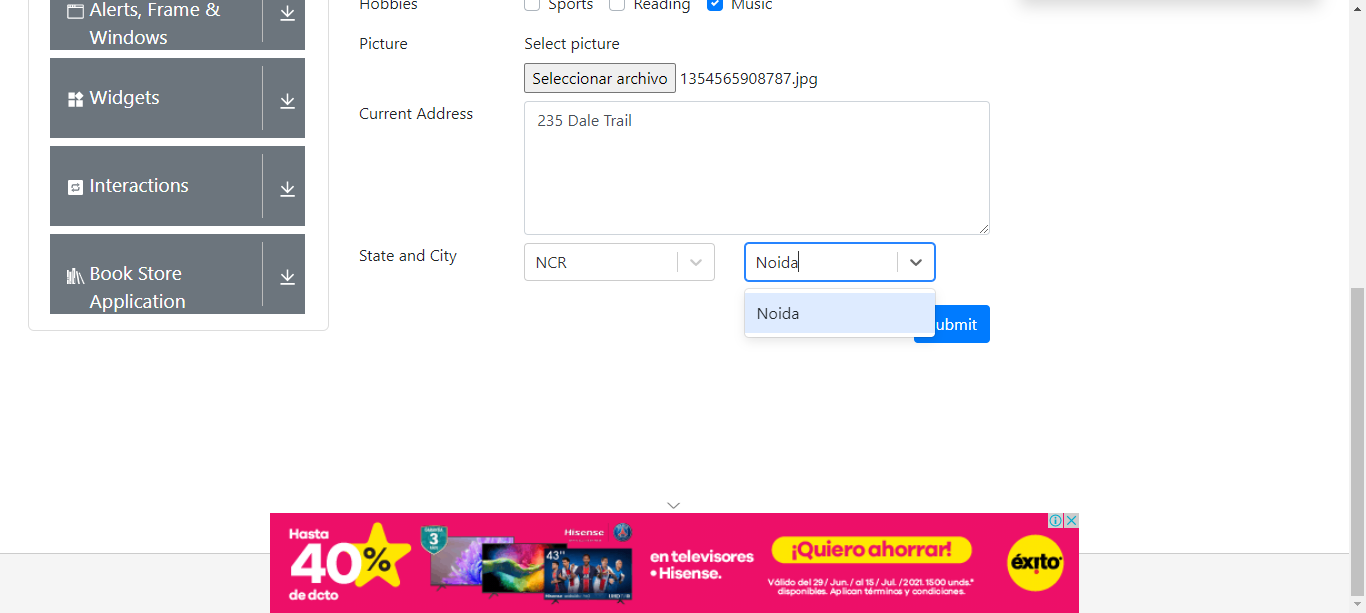 Alerts, Frame &
Windows
Widgets
Interactions
Book Store
Application
Hobbies
Sports Reading Music
Picture
Select picture
Seleccionar archivo 1354565908787.jpg
Current Address
235 Dale Trail
State and City
NCR
Noida
Noida
ubmit
Hasta
40%
de dcto
3
Hisense
43"
en televisores
•Hisense.
¡Quiero ahorrar!
Válido del 29 / Jun. / al 15 / Jul. / 2021. 1500 unds.*
disponibles. Aplican términos y condiciones.
éxito